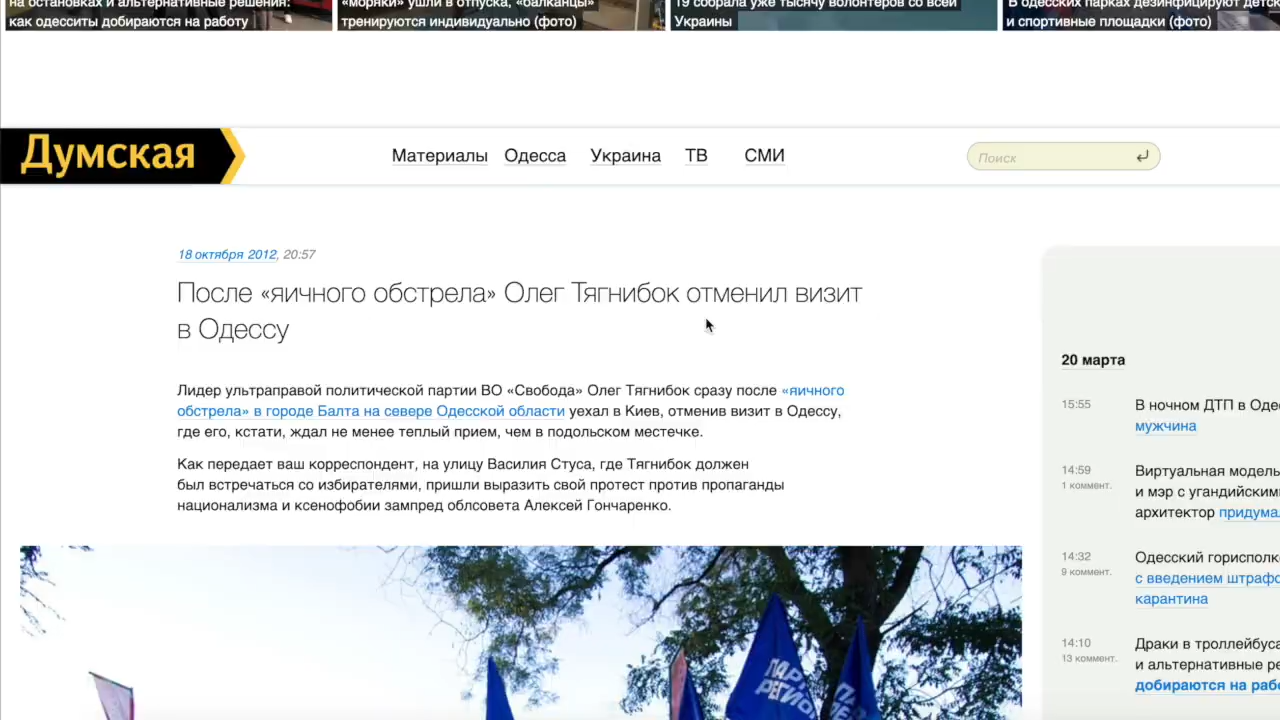 на остановках и альтернативные решения:
как одесситы добираются на работу
«моряки» ушли в отпуска, «балканцы»
тренируются индивидуально (фото)
19 собрала уже тысячу волонтеров со всей
Украины
В одесских парках дезинфицируют детск
и спортивные площадки (фото)
Думская
Материалы Одесса Украина ТВ СМИ
Поиск
18 октября 2012, 20:57
После «яичного обстрела» Олег Тягнибок отменил визит
в Одессу
Лидер ультраправой политической партии ВО «Свобода» Олег Тягнибок сразу после «яичного
обстрела» в городе Балта на севере Одесской области уехал в Киев, отменив визит в Одессу,
где его, кстати, ждал не менее теплый прием, чем в подольском местечке.
Как передает ваш корреспондент, на улицу Василия Стуса, где Тягнибок должен
был встречаться со избирателями, пришли выразить свой протест против пропаганды
национализма и ксенофобии зампред облсовета Алексей Гончаренко.
20 марта
15:55
В ночном ДТП в Оде
мужчина
14:59
1 коммент.
Виртуальная модель
и мэр с угандийским
архитектор придума
14:32
9 коммент.
Одесский горисполк
с введением штрафо
карантина
14:10
13 коммент.
Драки в троллейбуса
и альтернативные ре
добираются на рабо